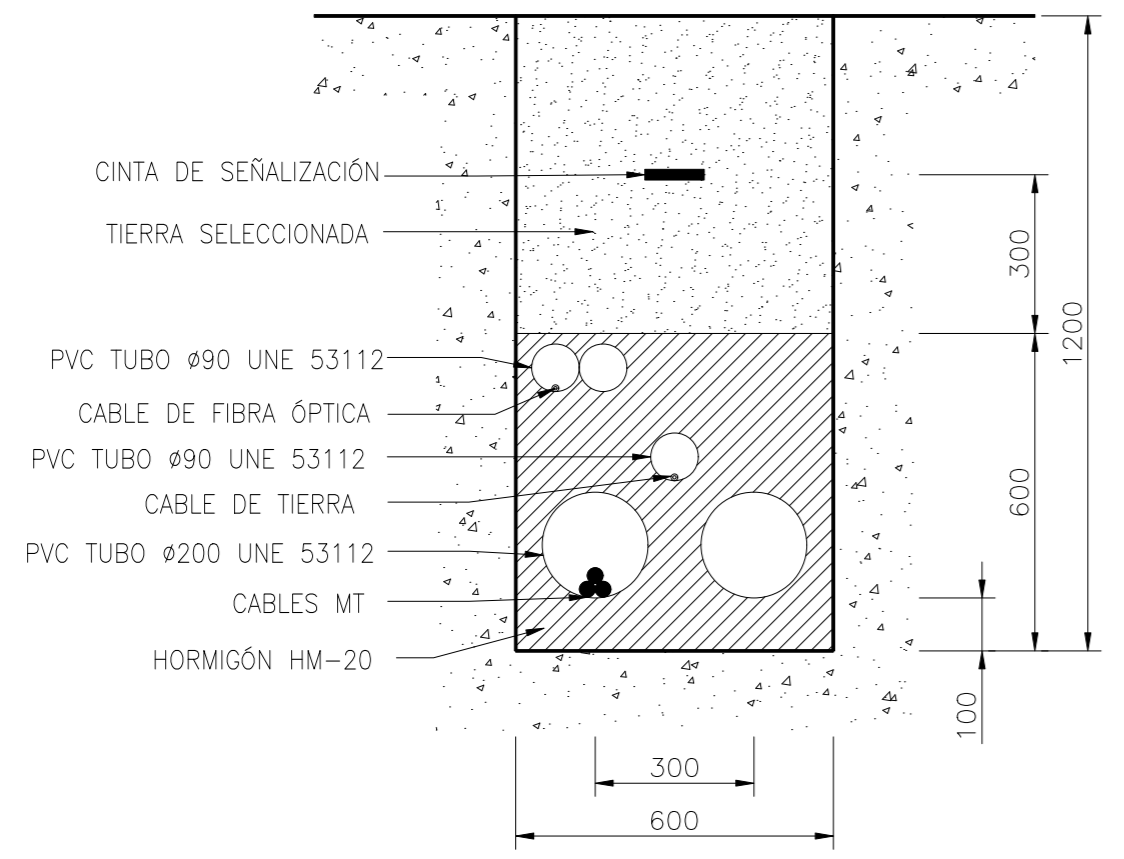 CINTA DE SEÑALIZACIÓN
TIERRA SELECCIONADA
PVC TUBO Ø90 UNE 53112
CABLE DE FIBRA ÓPTICA
PVC TUBO Ø90 UNE 53112
CABLE DE TIERRA
PVC TUBO Ø200 UNE 53112
CABLES MT
HORMIGÓN HM-20
300
1200
600
100
300
600